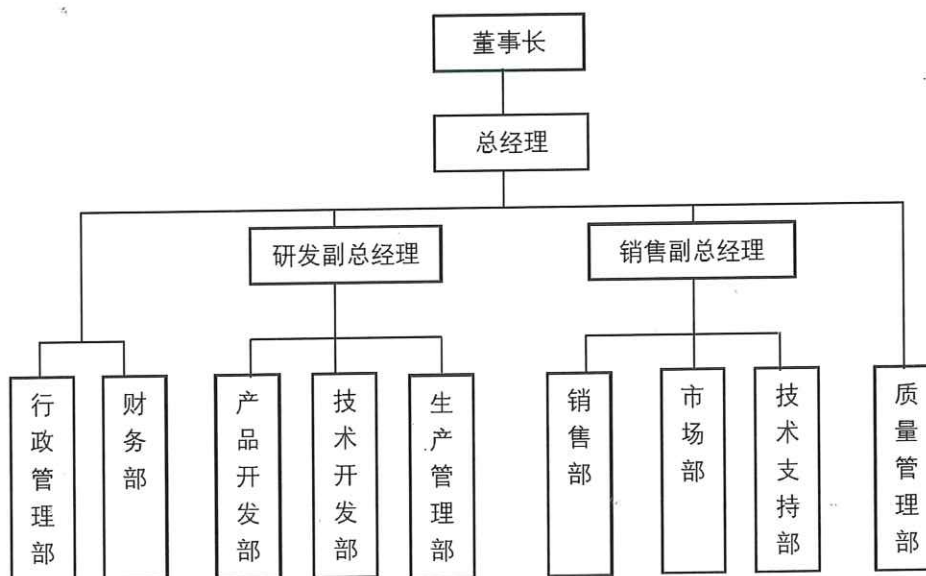 董事长
总经理
研发副总经理
销售副总经理
行政管理部
财务部
产品开发部
技术开发部
生产管理部
销售部
市场部
技术支持部
质量管理部